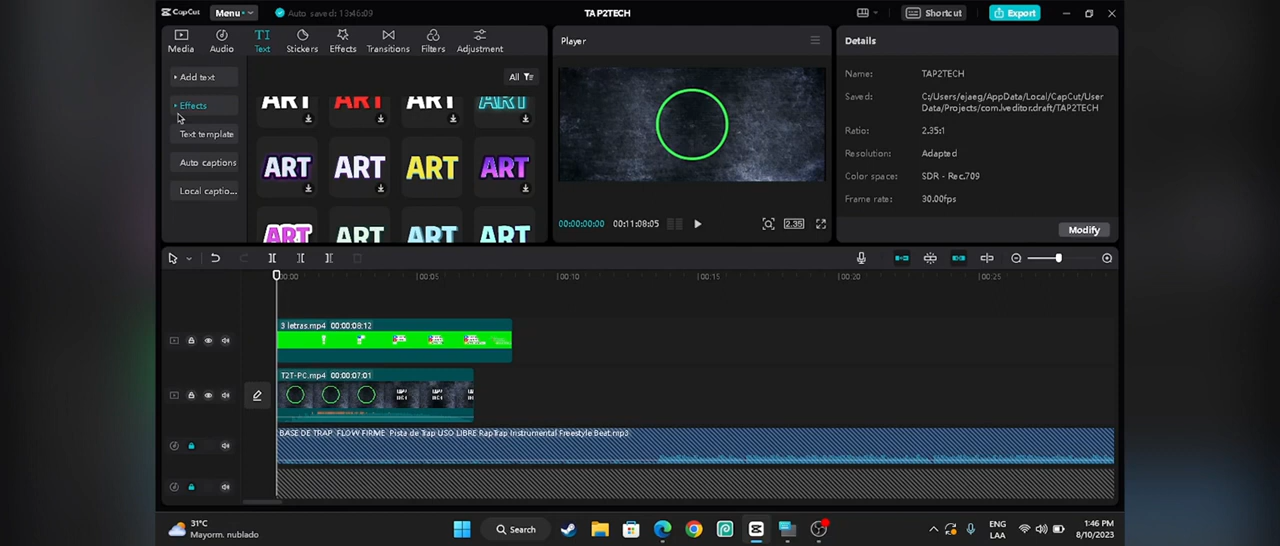 CapCut
Menu
Auto saved: 13:46:09
TAP2TECH
Shortcut
Export
Media
Audio
TI
Text
Stickers
Effects
Transitions
Filters
Adjustment
Player
Details
Add text
Effects
Text template
Auto captions
Local captio...
All
ART ART ART ART
ART ART ART ART
ART ART ART ART
00:00:00:00
00:11:08:05
2.35
Name:
TAP2TECH
Saved:
C:/Users/ejaeg/AppData/Local/CapCut/User
Data/Projects/com.lveditor.draft/TAP2TECH
Ratio:
2.35:1
Resolution:
Adapted
Color space:
SDR - Rec.709
Frame rate:
30.00fps
Modify
00:00
00:05
00:10
00:15
00:20
00:25
3 letras.mp4 00:00:08:12
T2T-PC.mp4 00:00:07:01
BASE DE TRAP FLOW FIRME Pista de Trap USO LIBRE RapTrap Instrumental Freestyle Beat.mp3
31°C
Mayorm. nublado
Search
ENG
LAA
1:46 PM
8/10/2023